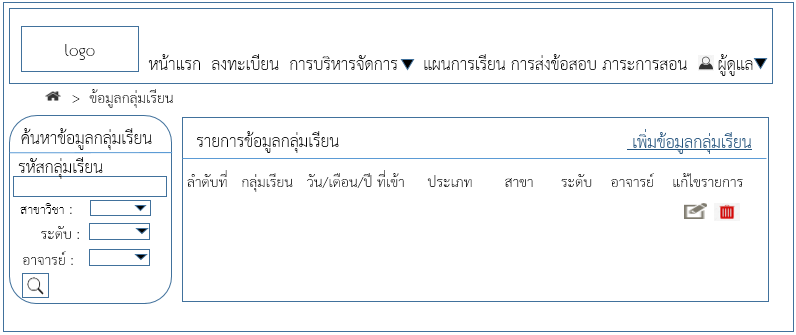 logo
หน้าแรก ลงทะเบียน การบริหารจัดการ แผนการเรียน การส่งข้อสอบ ภาระการสอน ผู้ดูแล
> ข้อมูลกลุ่มเรียน
ค้นหาข้อมูลกลุ่มเรียน
รหัสกลุ่มเรียน
สาขาวิชา :
ระดับ :
อาจารย์ :
รายการข้อมูลกลุ่มเรียน เพิ่มข้อมูลกลุ่มเรียน
ลำดับที่ กลุ่มเรียน วัน/เดือน/ปี ที่เข้า ประเภท สาขา ระดับ อาจารย์ แก้ไขรายการ